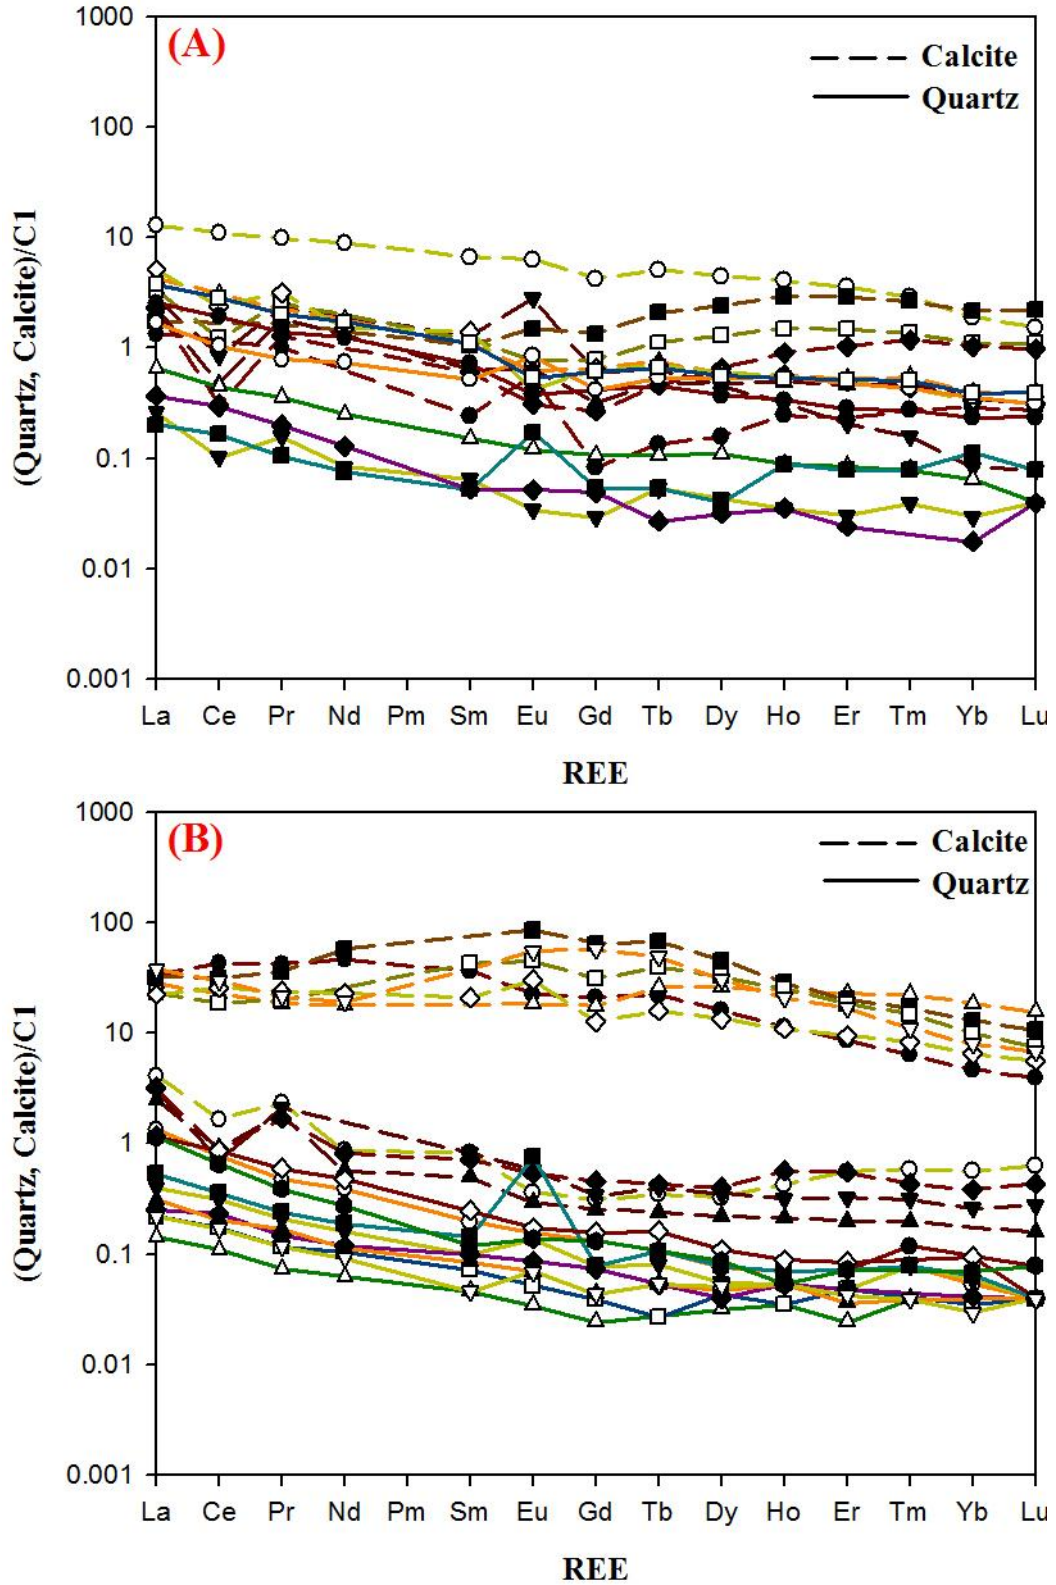 (A)
Calcite
Quartz
1000
100
10
1
0.1
0.01
0.001
(Quartz, Calcite)/C1
La Ce Pr Nd Pm Sm Eu Gd Tb Dy Ho Er Tm Yb Lu
REE
(B)
Calcite
Quartz
1000
100
10
1
0.1
0.01
0.001
(Quartz, Calcite)/C1
La Ce Pr Nd Pm Sm Eu Gd Tb Dy Ho Er Tm Yb Lu
REE